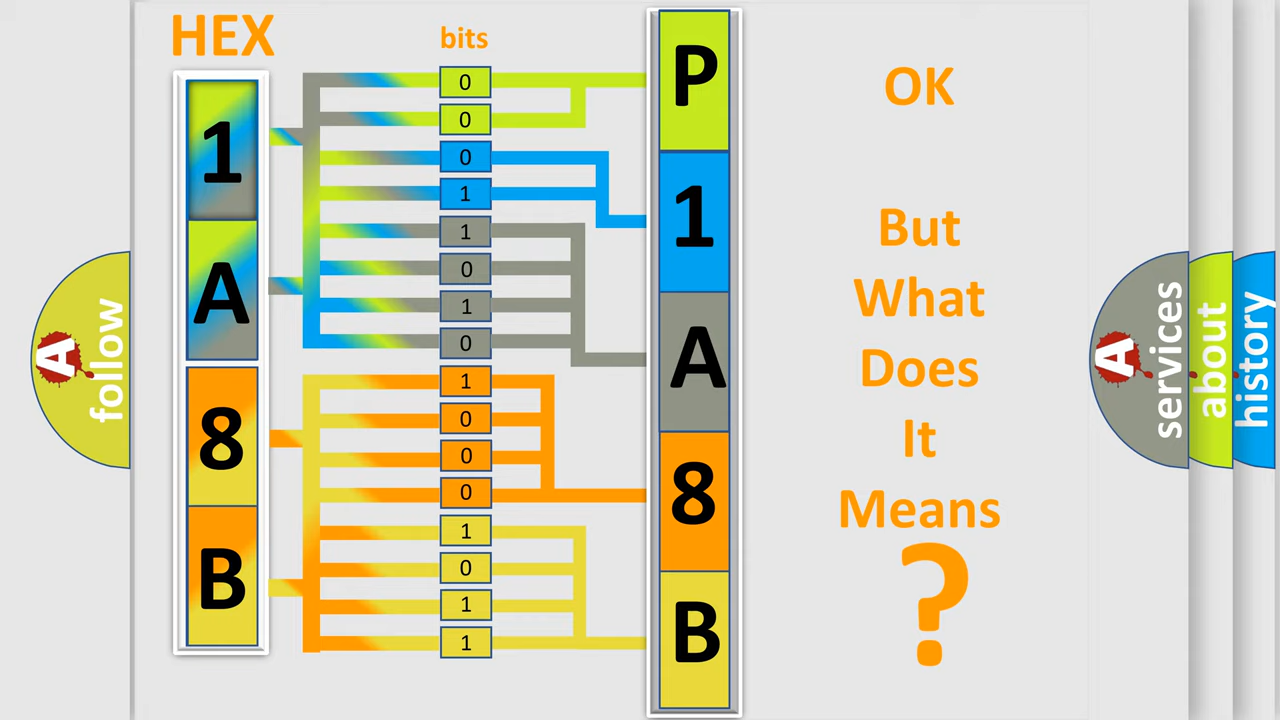 HEX
bits
1
A
8
B
0
0
0
1
1
0
1
0
1
0
0
0
1
0
1
1
P
1
A
8
B
OK
But
What
Does
It
Means
?
A
follow
A
services
about
history